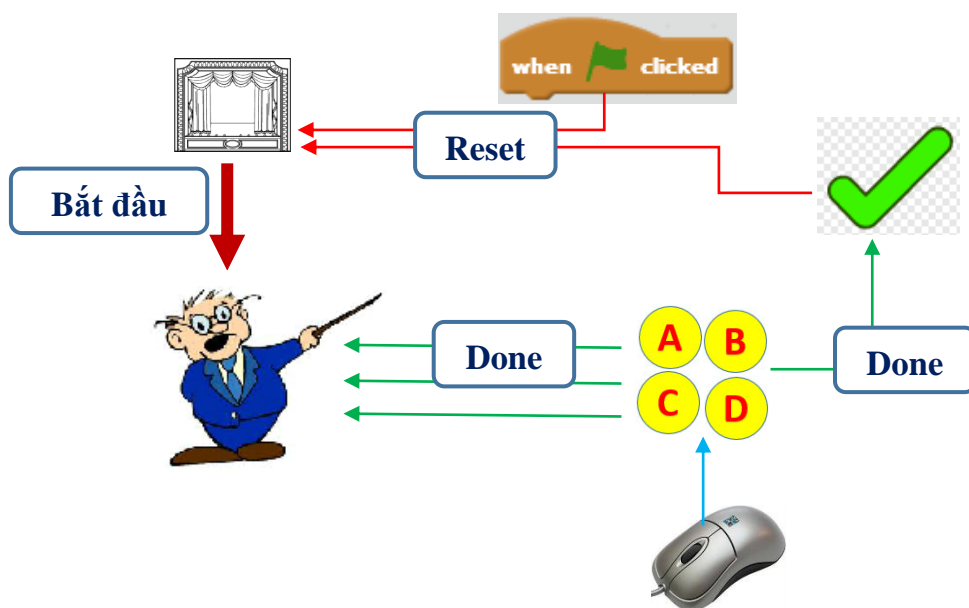 when clicked
Reset
Bắt đầu
Done
A B
C D
Done